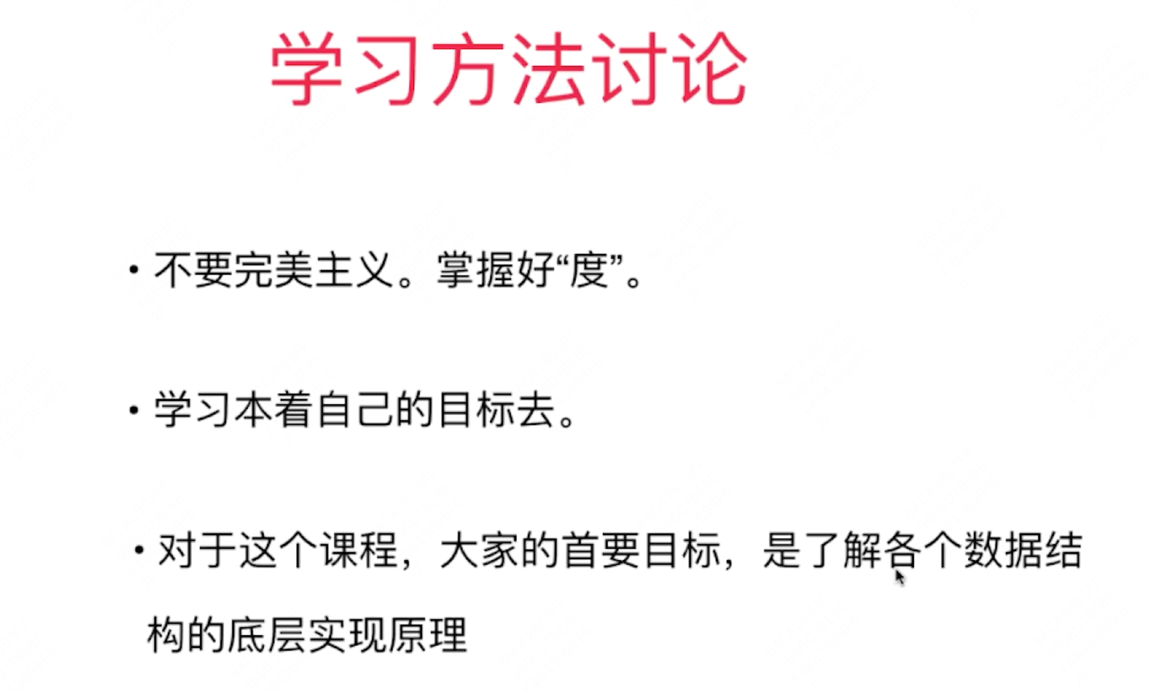 学习方法讨论
• 不要完美主义。掌握好“度”。
• 学习本着自己的目标去。
• 对于这个课程，大家的首要目标，是了解各个数据结
构的底层实现原理